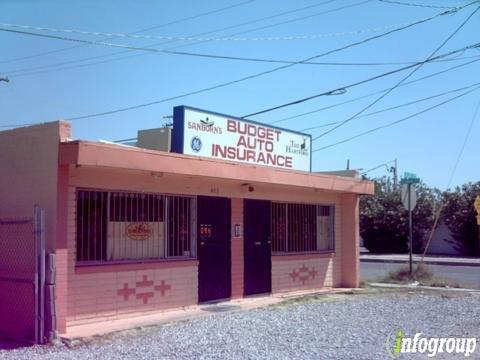 SANBORN'S
BUDGET
AUTO
INSURANCE
THE
HARTFORD
infogroup